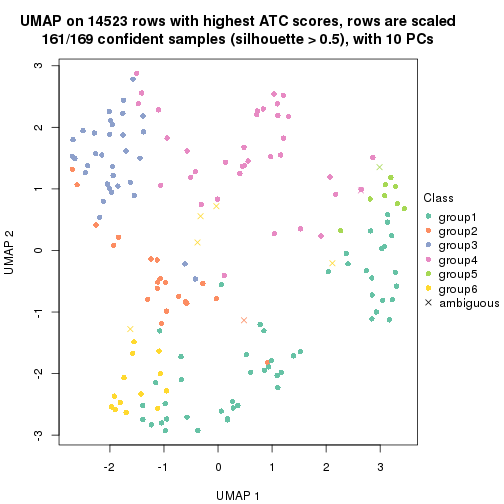 UMAP on 14523 rows with highest ATC scores, rows are scaled
161/169 confident samples (silhouette > 0.5), with 10 PCs
3
2
1
0
-1
-2
-3
UMAP 2
-2
-1
0
1
2
3
UMAP 1
Class
group1
group2
group3
group4
group5
group6
ambiguous